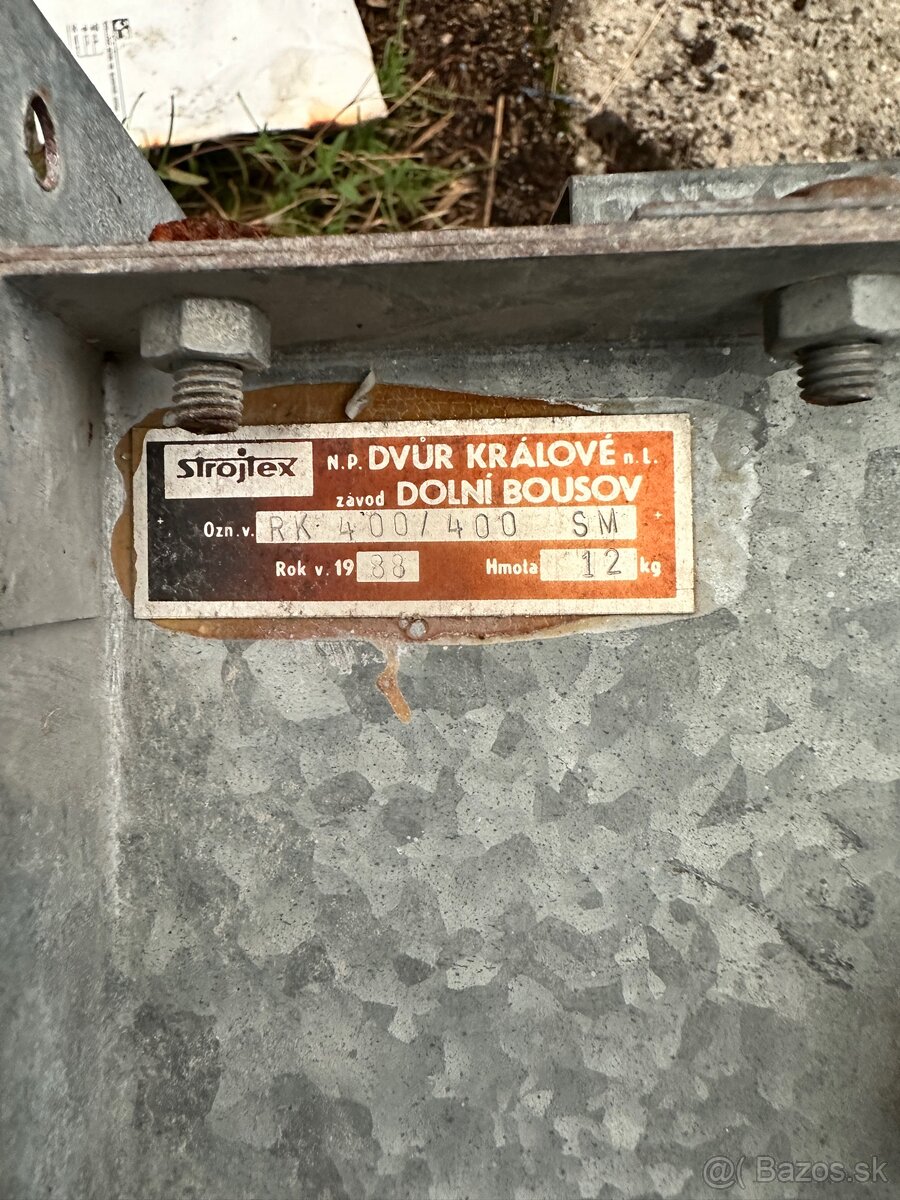 Strojtex
N.P. DVŮR KRÁLOVÉ n.L.
závod DOLNÍ BOUSOV
Ozn.v. RK 400/400 SM
Rok v. 19 88 Hmota 12 kg
@( Bazos.sk